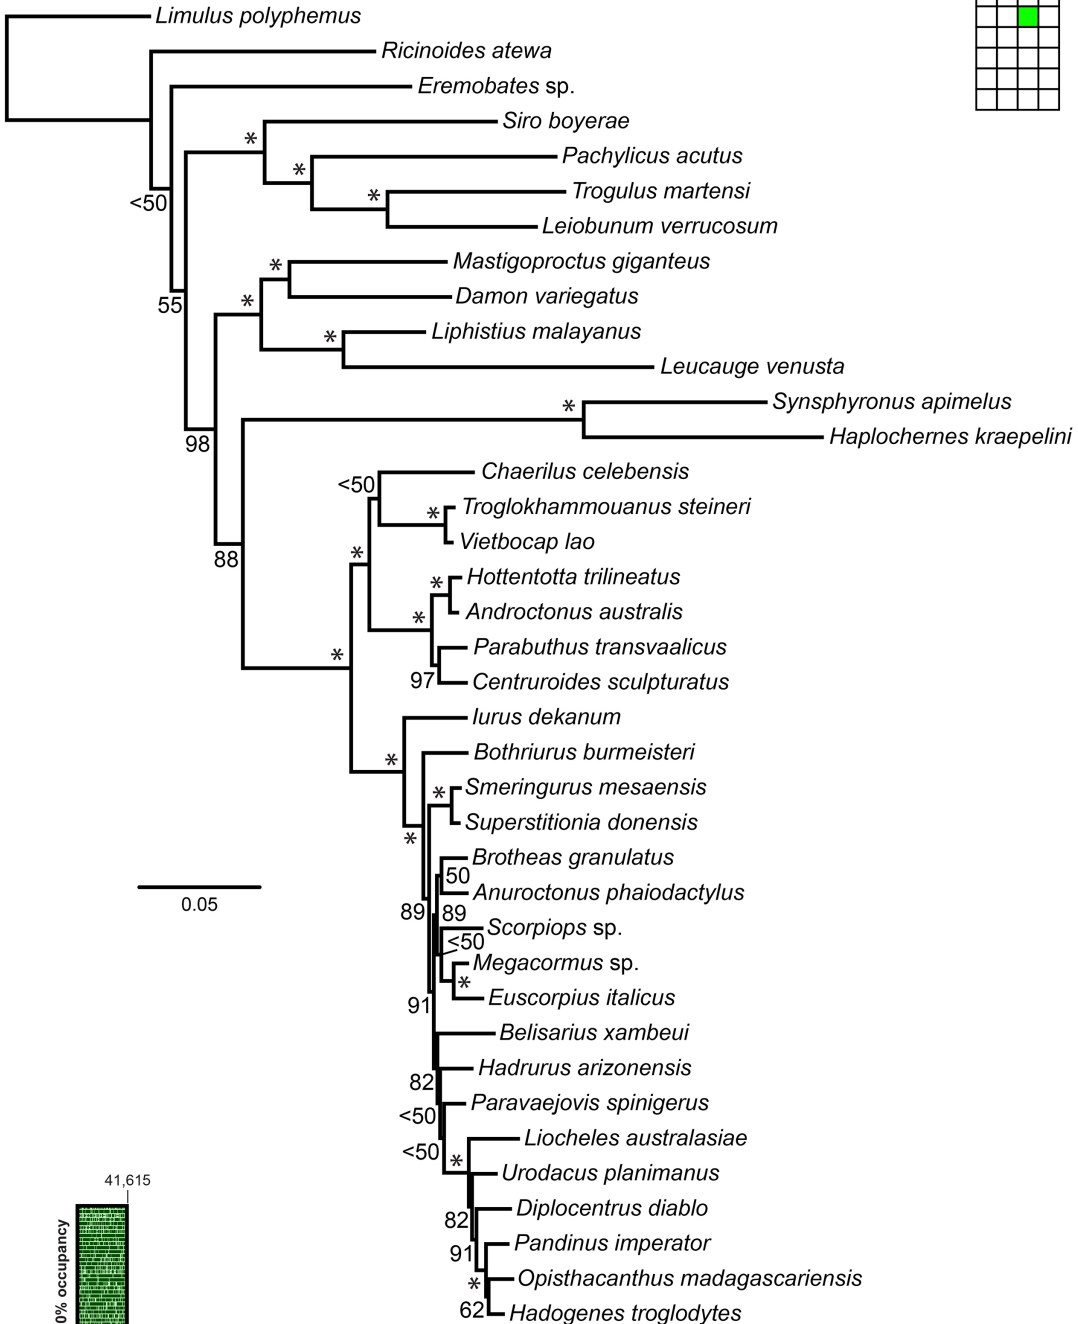 Limulus polyphemus
Ricinoides atewa
Eremobates sp.
Siro boyerae
*
Pachylicus acutus
*
Trogulus martensi
*
<50
Leiobunum verrucosum
Mastigoproctus giganteus
*
Damon variegatus
*
55
Liphistius malayanus
*
Leucauge venusta
Synsphyronus apimelus
*
Haplochernes kraepelini
98
Chaerilus celebensis
<50
Troglokhammouanus steineri
*
Vietbocap lao
*
88
Hottentotta trilineatus
*
Androctonus australis
*
Parabuthus transvaalicus
*
Centruroides sculpturatus
97
Iurus dekanum
Bothriurus burmeisteri
*
Smeringurus mesaensis
*
Superstitionia donensis
*
Brotheas granulatus
50
Anuroctonus phaiodactylus
0.05
89
89
Scorpiops sp.
<50
Megacormus sp.
*
Euscorpius italicus
91
Belisarius xambeui
Hadrurus arizonensis
82
Paravaejovis spinigerus
<50
Liocheles australasiae
<50
*
Urodacus planimanus
41,615
Diplocentrus diablo
82
Pandinus imperator
91
Opisthacanthus madagascariensis
*
Hadogenes troglodytes
62
0% occupancy